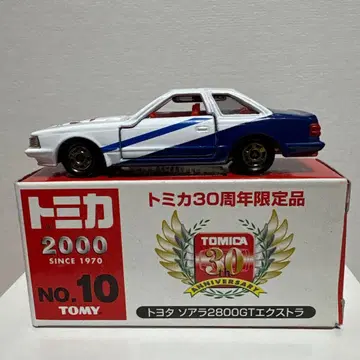 トミカ
2000
SINCE 1970
NO.10
TOMY
トミカ30周年限定品
TOMICA
30th
ANNIVERSARY
トヨタ ソアラ2800GTエクストラ